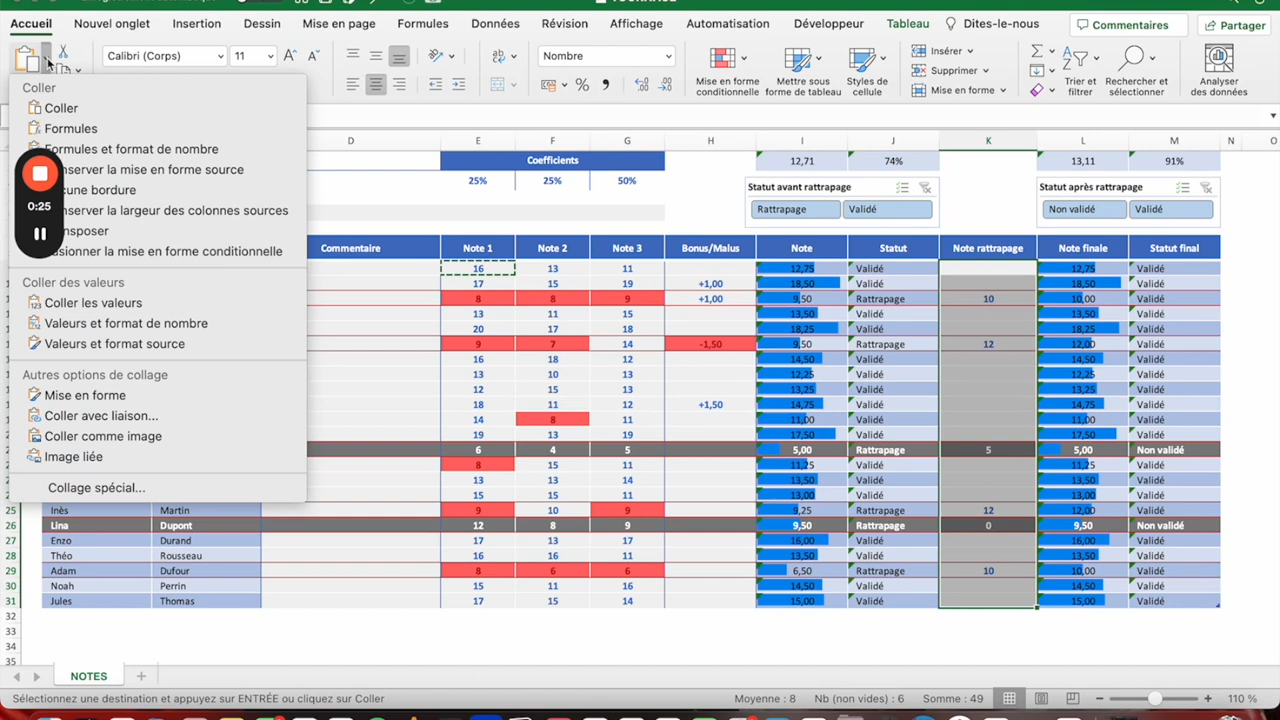 Accueil Nouvel onglet Insertion Dessin Mise en page Formules Données Révision Affichage Automatisation Développeur Tableau Dites-le-nous Commentaires Partager
Calibri (Corps) 11 Nombre
Mise en forme conditionnelle
Mettre sous forme de tableau
Styles de cellule
Insérer
Supprimer
Mise en forme
Trier et filtrer
Rechercher et sélectionner
Analyser des données
Coller
Coller
Formules
Formules et format de nombre
nserver la mise en forme source
cune bordure
nserver la largeur des colonnes sources
nsposer
usionner la mise en forme conditionnelle
Coller des valeurs
Coller les valeurs
Valeurs et format de nombre
Valeurs et format source
Autres options de collage
Mise en forme
Coller avec liaison...
Coller comme image
Image liée
Collage spécial...
0:25
D E F G H I J K L M N O
Coefficients 12,71 74% 13,11 91%
25% 25% 50%
Statut avant rattrapage Statut après rattrapage
Rattrapage Validé Non validé Validé
Commentaire Note 1 Note 2 Note 3 Bonus/Malus Note Statut Note rattrapage Note finale Statut final
16 13 11 12,75 Validé 12,75 Validé
17 15 19 +1,00 18,50 Validé 18,50 Validé
8 8 9 +1,00 9,50 Rattrapage 10 10,00 Validé
13 11 15 13,50 Validé 13,50 Validé
20 17 18 18,25 Validé 18,25 Validé
9 7 14 -1,50 9,50 Rattrapage 12 12,00 Validé
16 18 12 14,50 Validé 14,50 Validé
13 10 13 12,25 Validé 12,25 Validé
12 15 13 13,25 Validé 13,25 Validé
18 11 12 +1,50 14,75 Validé 14,75 Validé
14 8 11 11,00 Validé 11,00 Validé
19 13 19 17,50 Validé 17,50 Validé
6 4 5 5,00 Rattrapage 5 5,00 Non validé
8 15 11 11,25 Validé 11,25 Validé
13 13 14 13,50 Validé 13,50 Validé
15 15 11 13,00 Validé 13,00 Validé
25 Inès Martin 9 10 9 9,25 Rattrapage 12 12,00 Validé
26 Lina Dupont 12 8 9 9,50 Rattrapage 0 9,50 Non validé
27 Enzo Durand 17 13 17 16,00 Validé 16,00 Validé
28 Théo Rousseau 16 16 11 13,50 Validé 13,50 Validé
29 Adam Dufour 8 6 6 6,50 Rattrapage 10 10,00 Validé
30 Noah Perrin 15 11 16 14,50 Validé 14,50 Validé
31 Jules Thomas 17 15 14 15,00 Validé 15,00 Validé
32
33
34
35
NOTES
Sélectionnez une destination et appuyez sur ENTRÉE ou cliquez sur Coller Moyenne : 8 Nb (non vides) : 6 Somme : 49 110 %